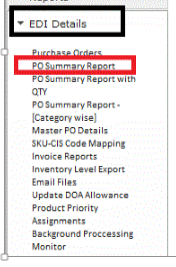 EDI Details
Purchase Orders
PO Summary Report
PO Summary Report with
QTY
PO Summary Report -
[Category wise]
Master PO Details
SKU-CIS Code Mapping
Invoice Reports
Inventory Level Export
Email Files
Update DOA Allowance
Product Priority
Assignments
Background Proccessing
Monitor